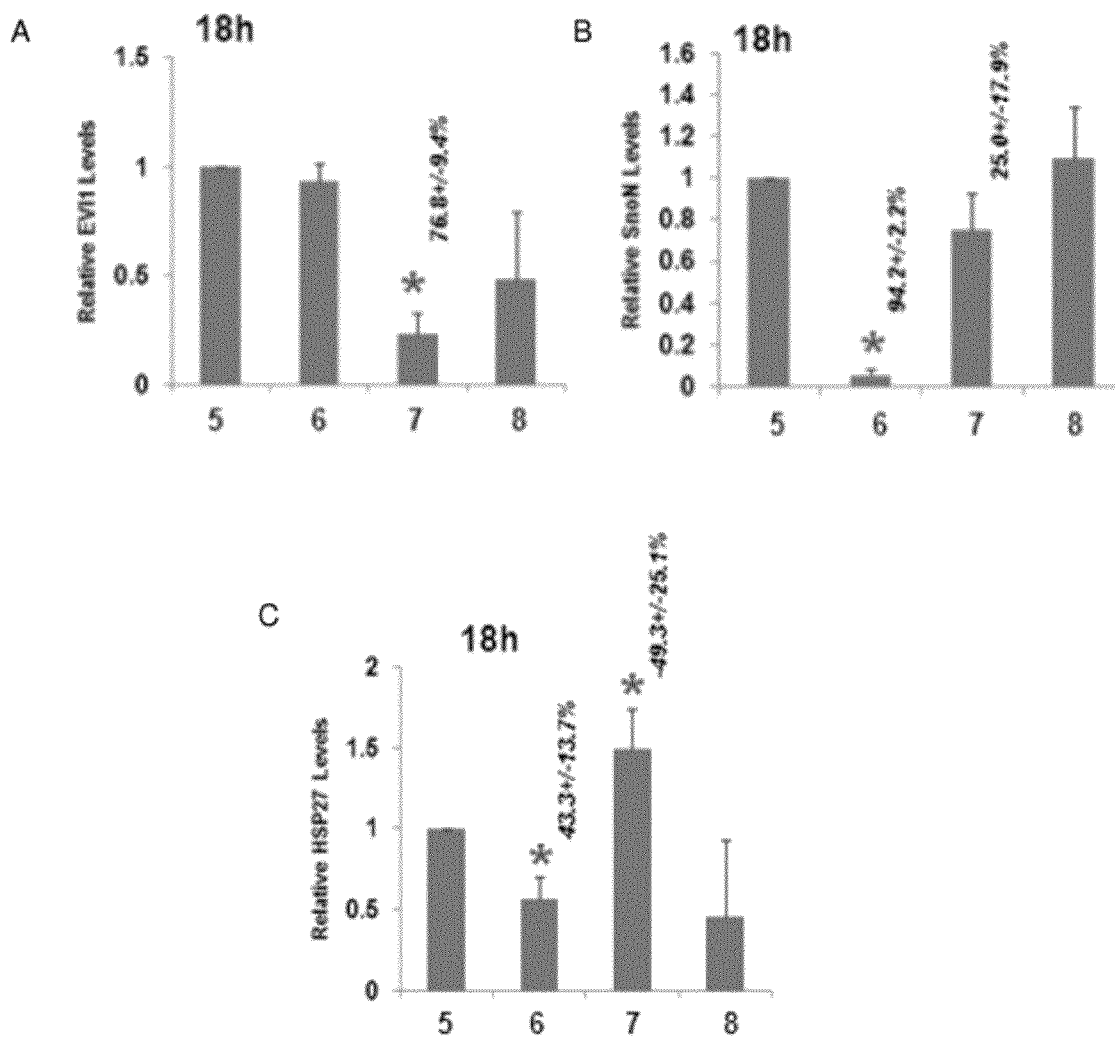 A
18h
Relative EVI1 Levels
1.5
1
0.5
0
76.8+/-9.4%
*
5 6 7 8
B
18h
Relative SnoN Levels
1.6
1.4
1.2
1
0.8
0.6
0.4
0.2
0
94.2+/-2.2%
25.0+/-17.9%
*
5 6 7 8
C
18h
Relative HSP27 Levels
2
1.5
1
0.5
0
43.3+/-13.7%
-49.3+/-25.1%
*
*
5 6 7 8